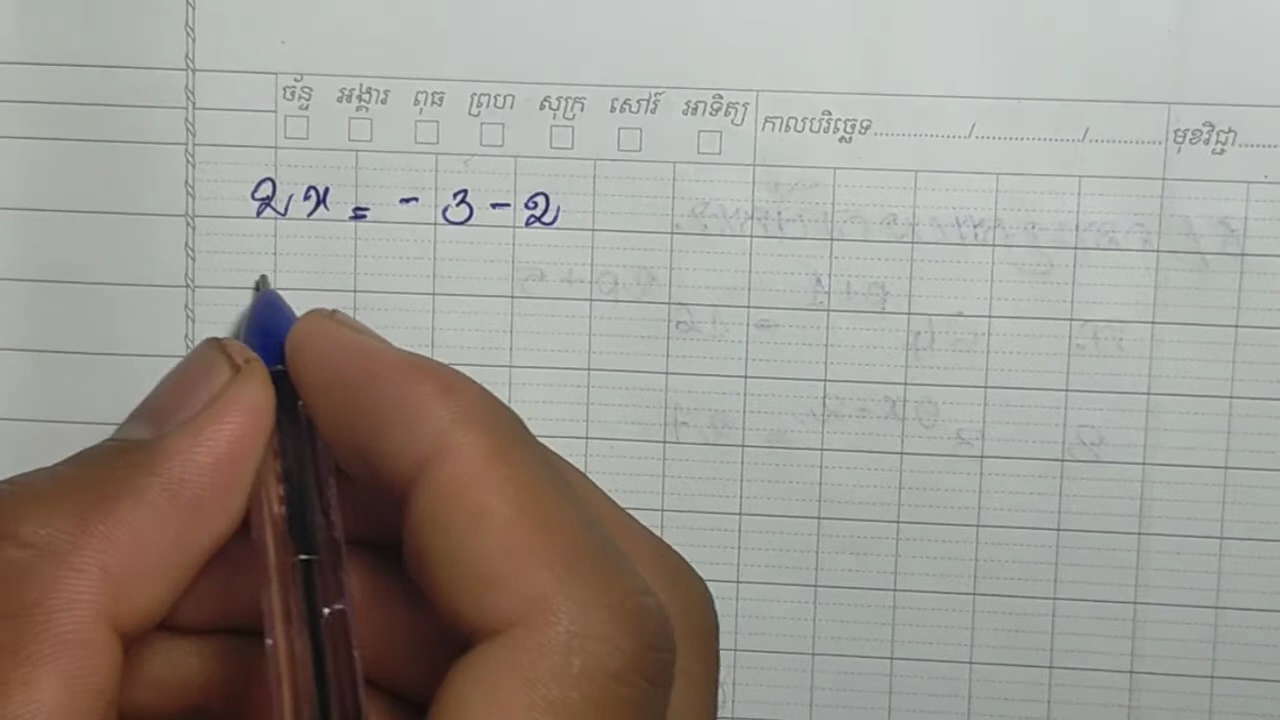 ច័ន្ទ អង្គារ ពុធ ព្រហ សុក្រ សៅរ៍ អាទិត្យ កាលបរិច្ឆេទ................/................../............ មុខវិជ្ជា.......
2x = - 3 - 2